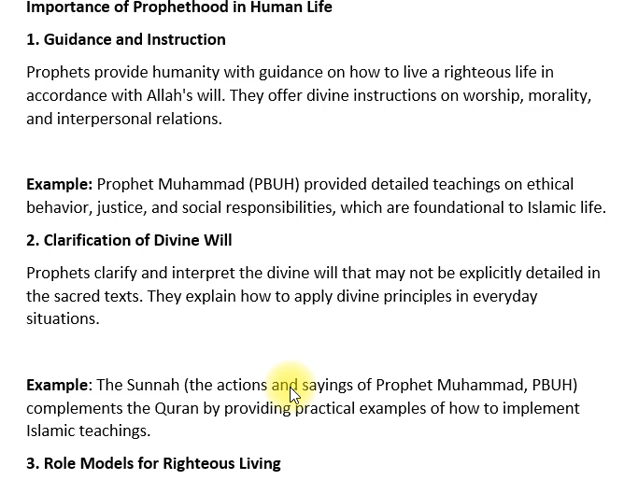 Importance of Prophethood in Human Life
1. Guidance and Instruction
Prophets provide humanity with guidance on how to live a righteous life in
accordance with Allah's will. They offer divine instructions on worship, morality,
and interpersonal relations.
Example: Prophet Muhammad (PBUH) provided detailed teachings on ethical
behavior, justice, and social responsibilities, which are foundational to Islamic life.
2. Clarification of Divine Will
Prophets clarify and interpret the divine will that may not be explicitly detailed in
the sacred texts. They explain how to apply divine principles in everyday
situations.
Example: The Sunnah (the actions and sayings of Prophet Muhammad, PBUH)
complements the Quran by providing practical examples of how to implement
Islamic teachings.
3. Role Models for Righteous Living